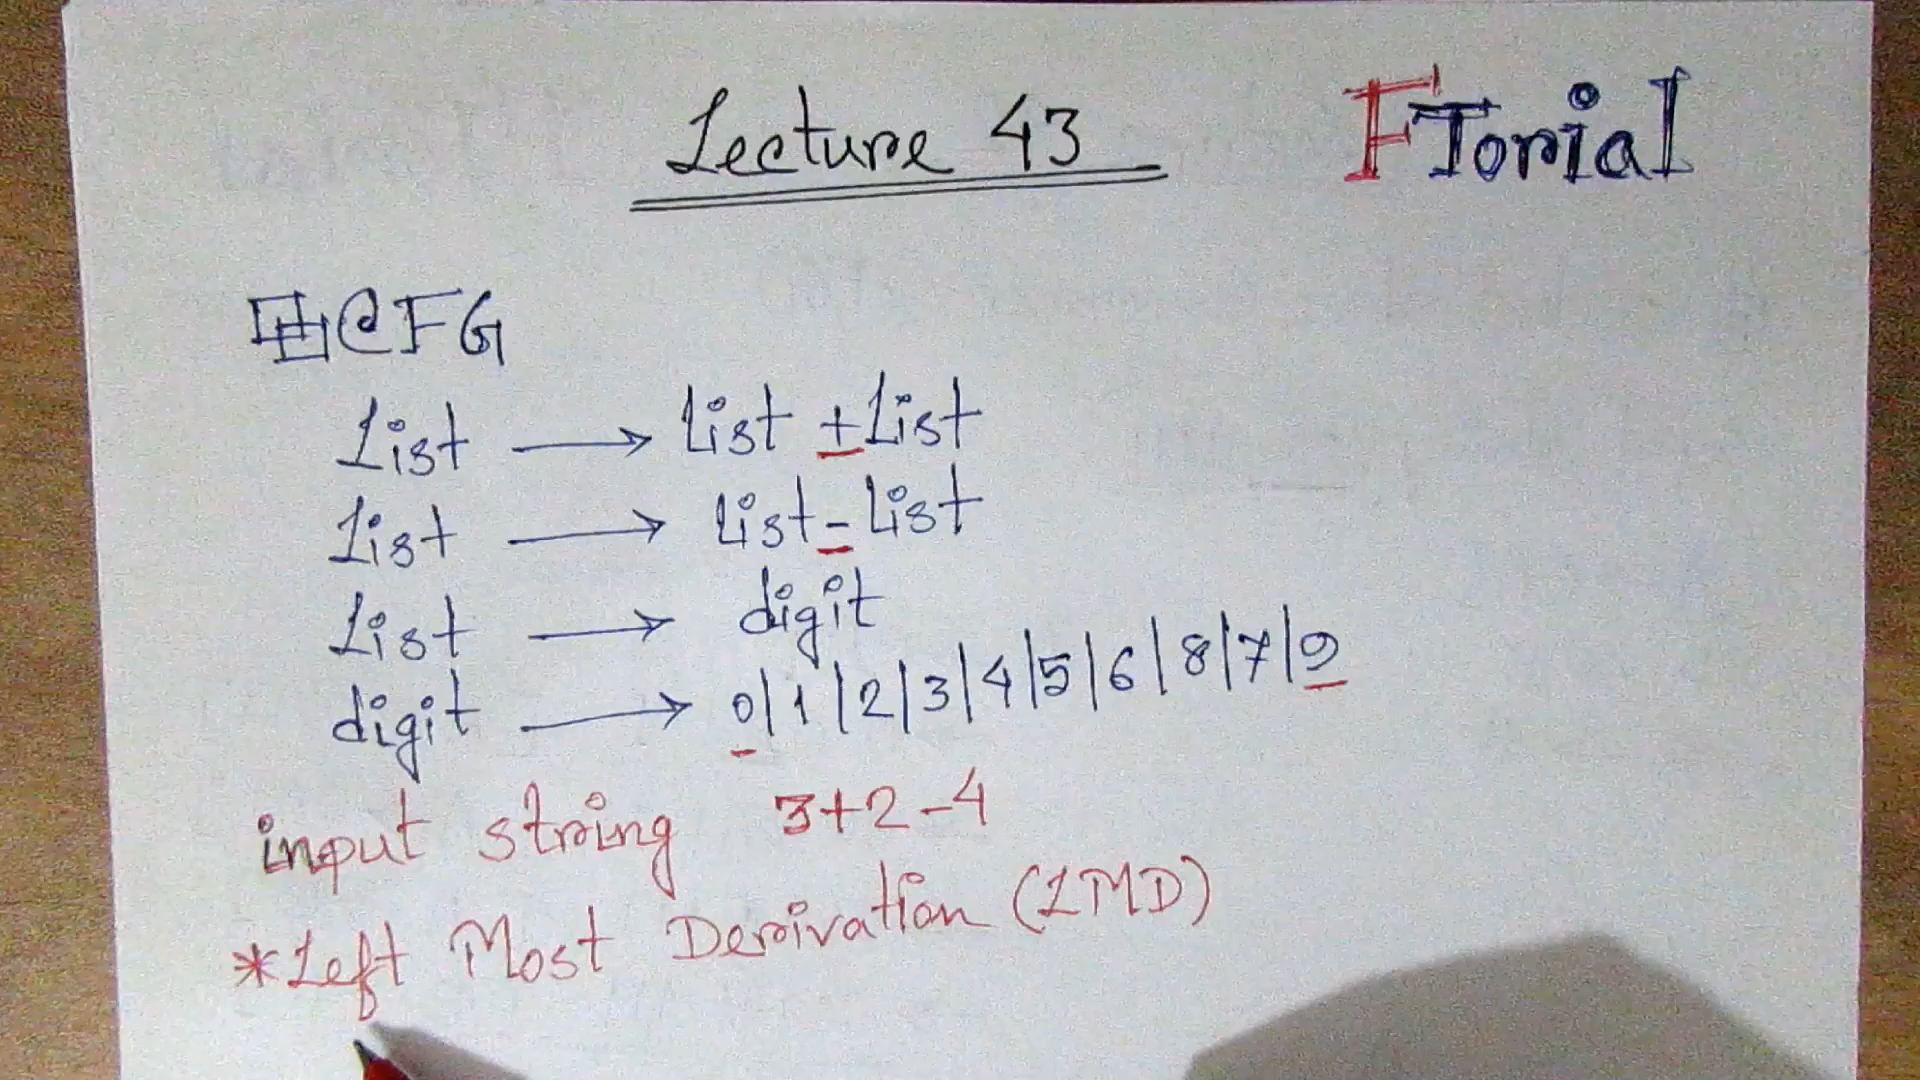 Lecture 43
FTorial
CFG
List → List + List
List → List - List
List → digit
digit → 0|1|2|3|4|5|6|8|7|9
input string 3+2-4
*Left Most Derivation (LMD)